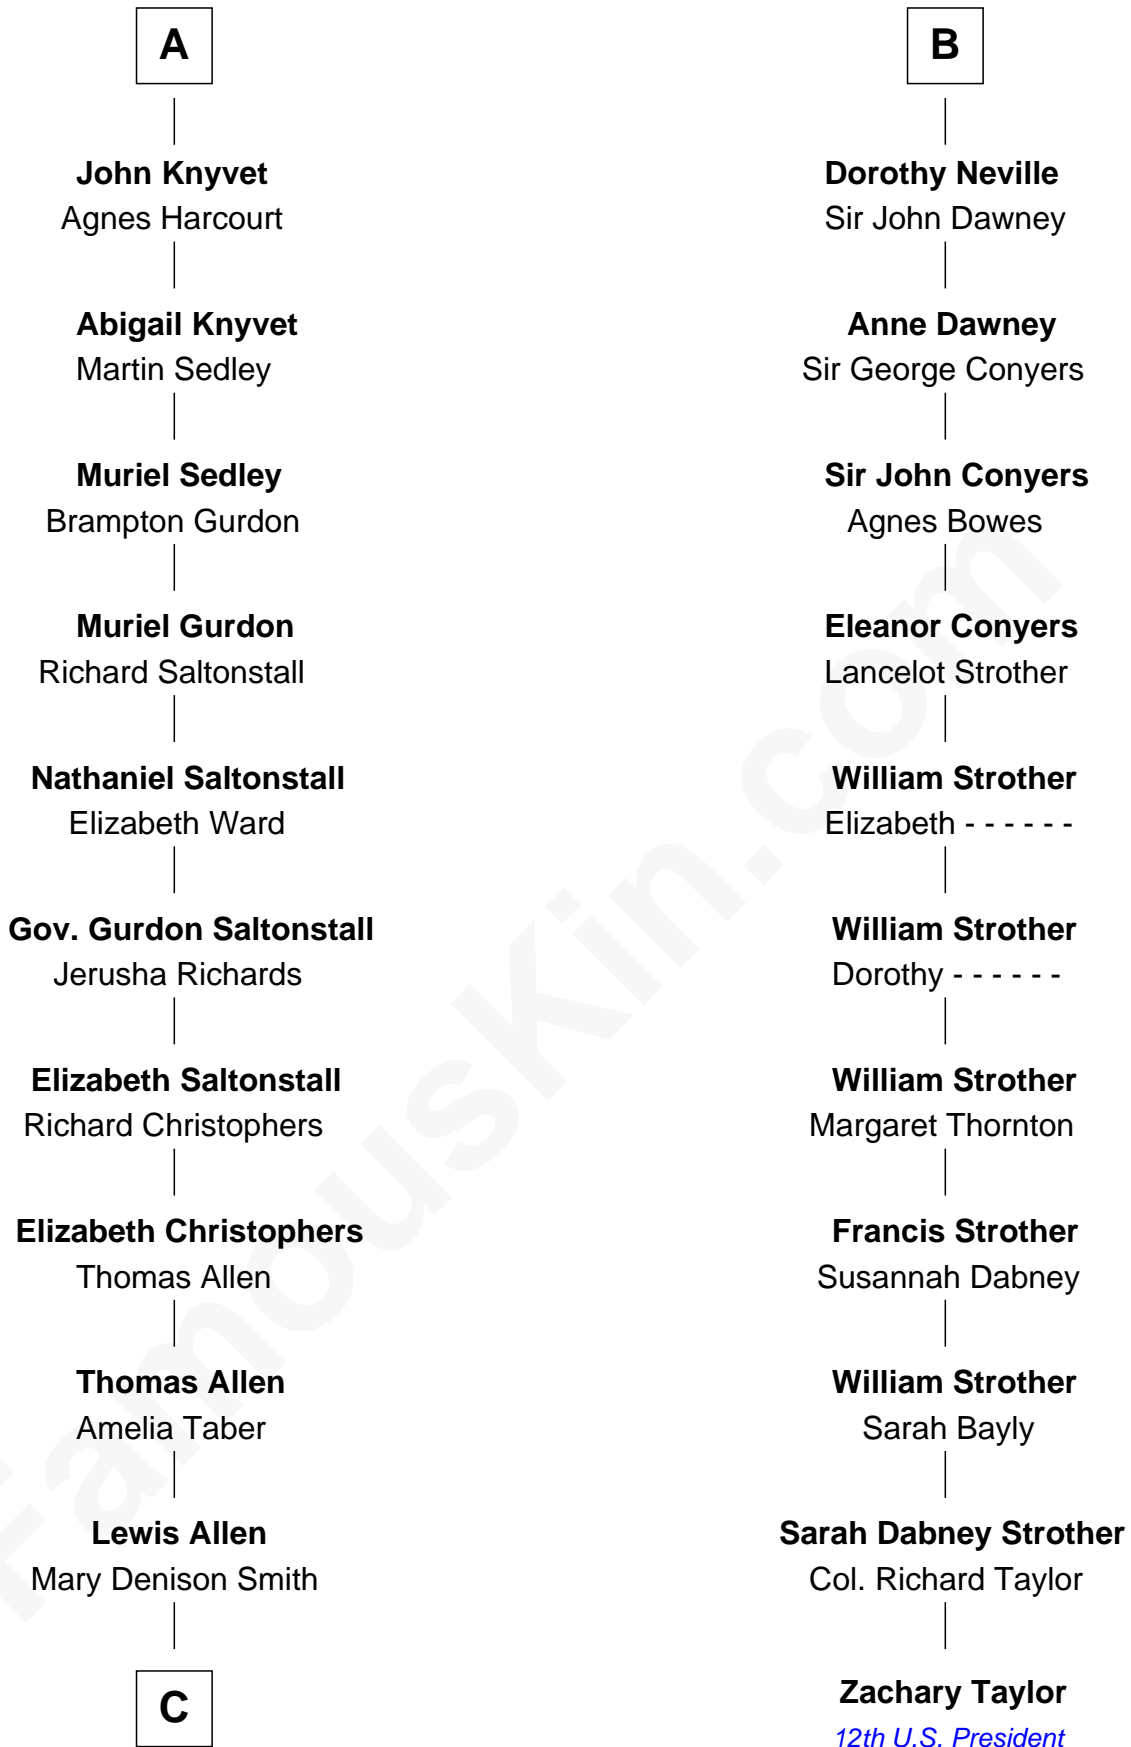 A
John Knyvet
Agnes Harcourt
Abigail Knyvet
Martin Sedley
Muriel Sedley
Brampton Gurdon
Muriel Gurdon
Richard Saltonstall
Nathaniel Saltonstall
Elizabeth Ward
Gov. Gurdon Saltonstall
Jerusha Richards
Elizabeth Saltonstall
Richard Christophers
Elizabeth Christophers
Thomas Allen
Thomas Allen
Amelia Taber
Lewis Allen
Mary Denison Smith
C
B
Dorothy Neville
Sir John Dawney
Anne Dawney
Sir George Conyers
Sir John Conyers
Agnes Bowes
Eleanor Conyers
Lancelot Strother
William Strother
Elizabeth - - - - - -
William Strother
Dorothy - - - - - -
William Strother
Margaret Thornton
Francis Strother
Susannah Dabney
William Strother
Sarah Bayly
Sarah Dabney Strother
Col. Richard Taylor
Zachary Taylor
12th U.S. President
FamousKin.com